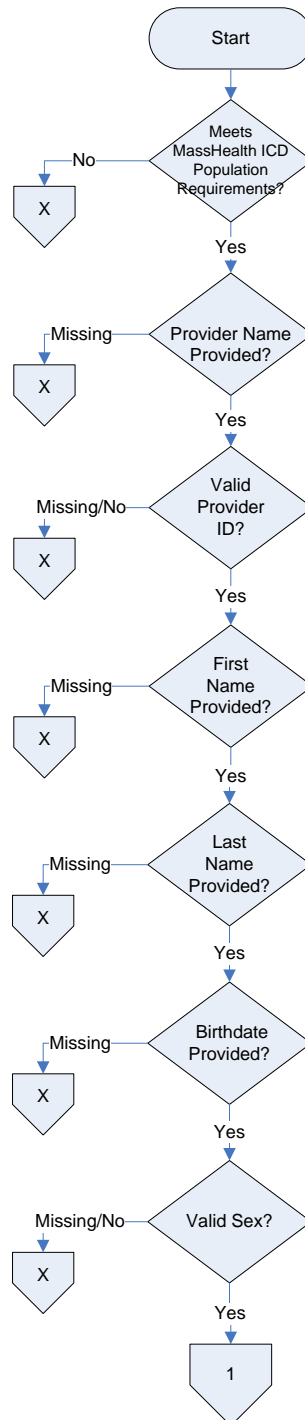 Start
Meets
MassHealth ICD
Population
Requirements?
No
X
Yes
Provider Name
Provided?
Missing
X
Yes
Valid
Provider
ID?
Missing/No
X
Yes
First
Name
Provided?
Missing
X
Yes
Last
Name
Provided?
Missing
X
Yes
Birthdate
Provided?
Missing
X
Yes
Valid Sex?
Missing/No
X
Yes
1